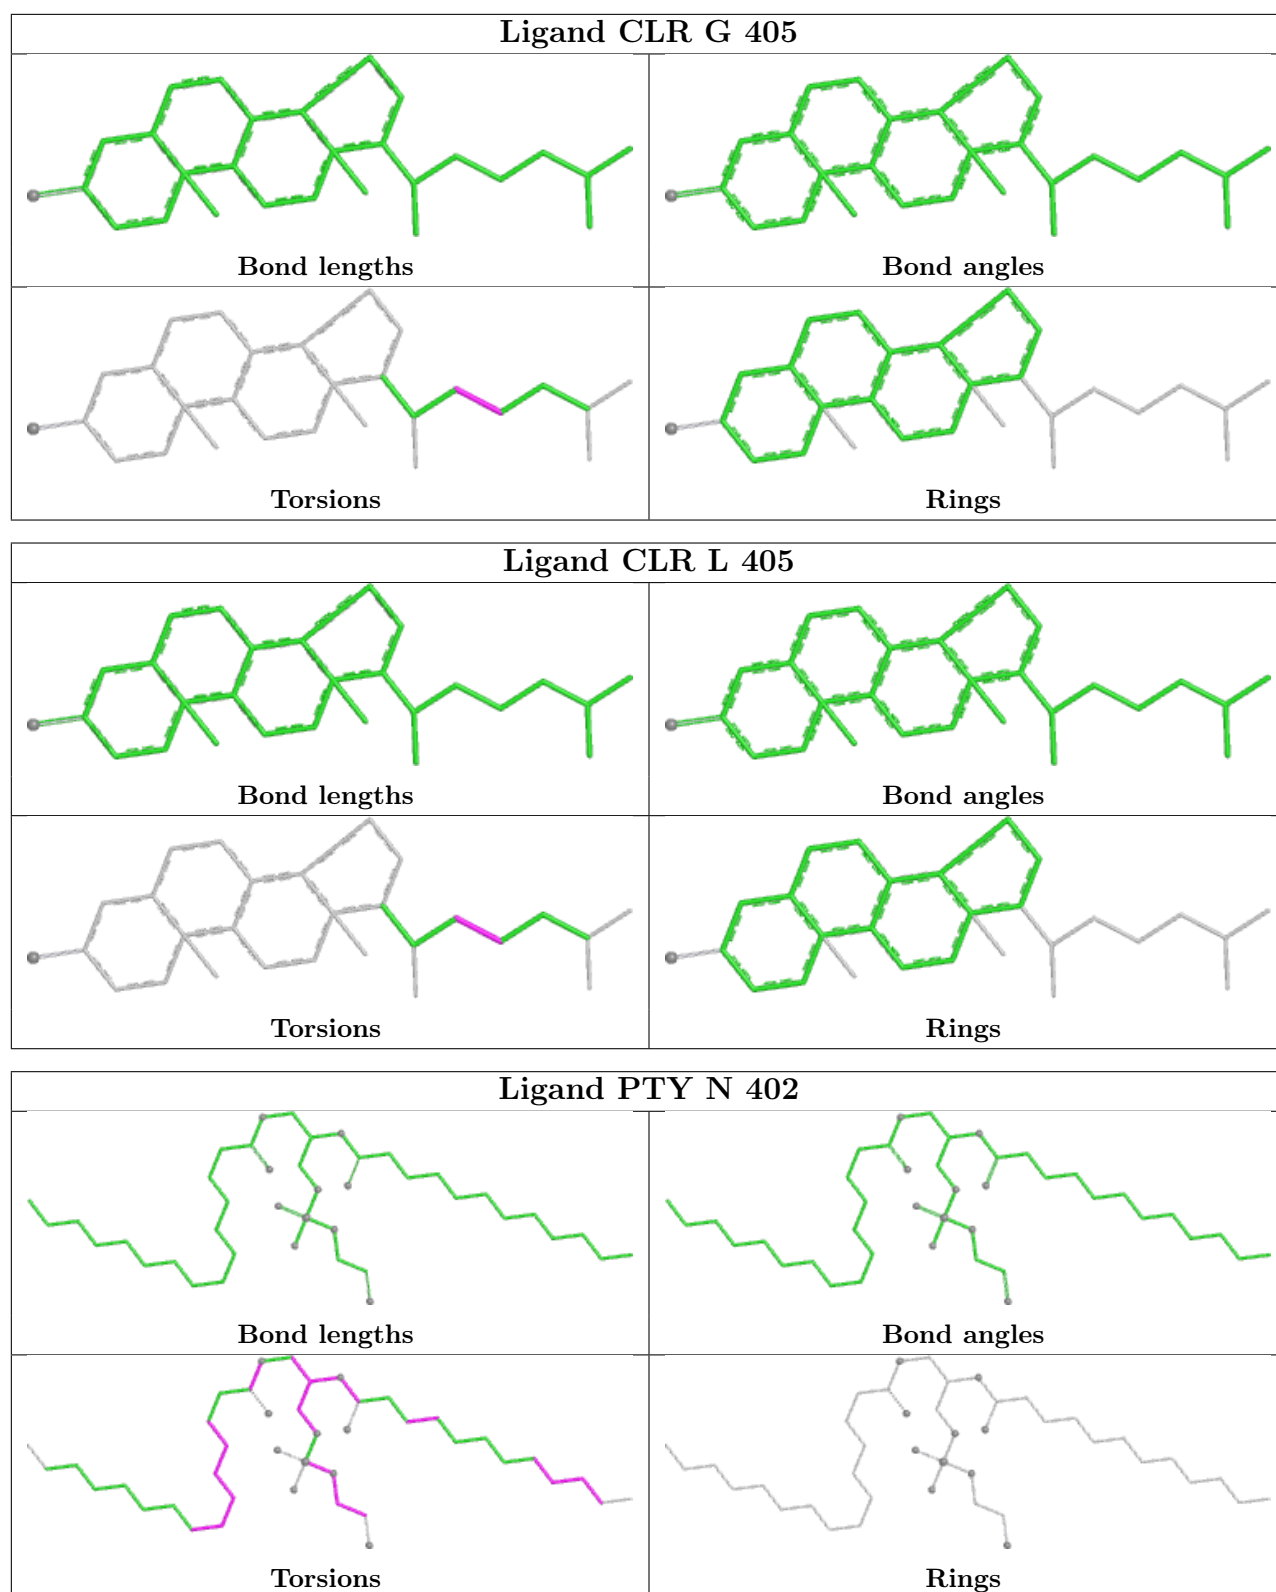 Ligand CLR G 405
Bond lengths
Bond angles
Torsions
Rings
Ligand CLR L 405
Bond lengths
Bond angles
Torsions
Rings
Ligand PTY N 402
Bond lengths
Bond angles
Torsions
Rings